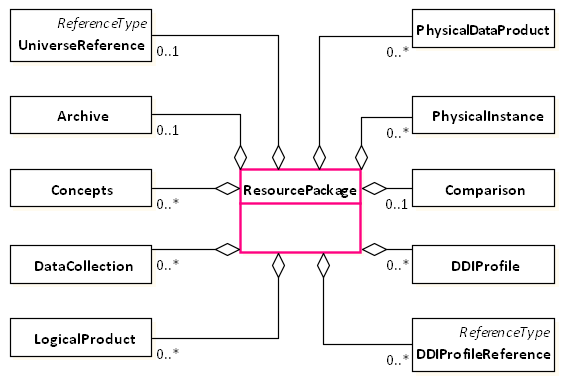 ReferenceType
UniverseReference
0..1
Archive
0..1
Concepts
0..*
DataCollection
0..*
LogicalProduct
0..*
ResourcePackage
PhysicalDataProduct
0..*
PhysicalInstance
0..*
Comparison
0..1
DDIProfile
0..*
ReferenceType
DDIProfileReference
0..*